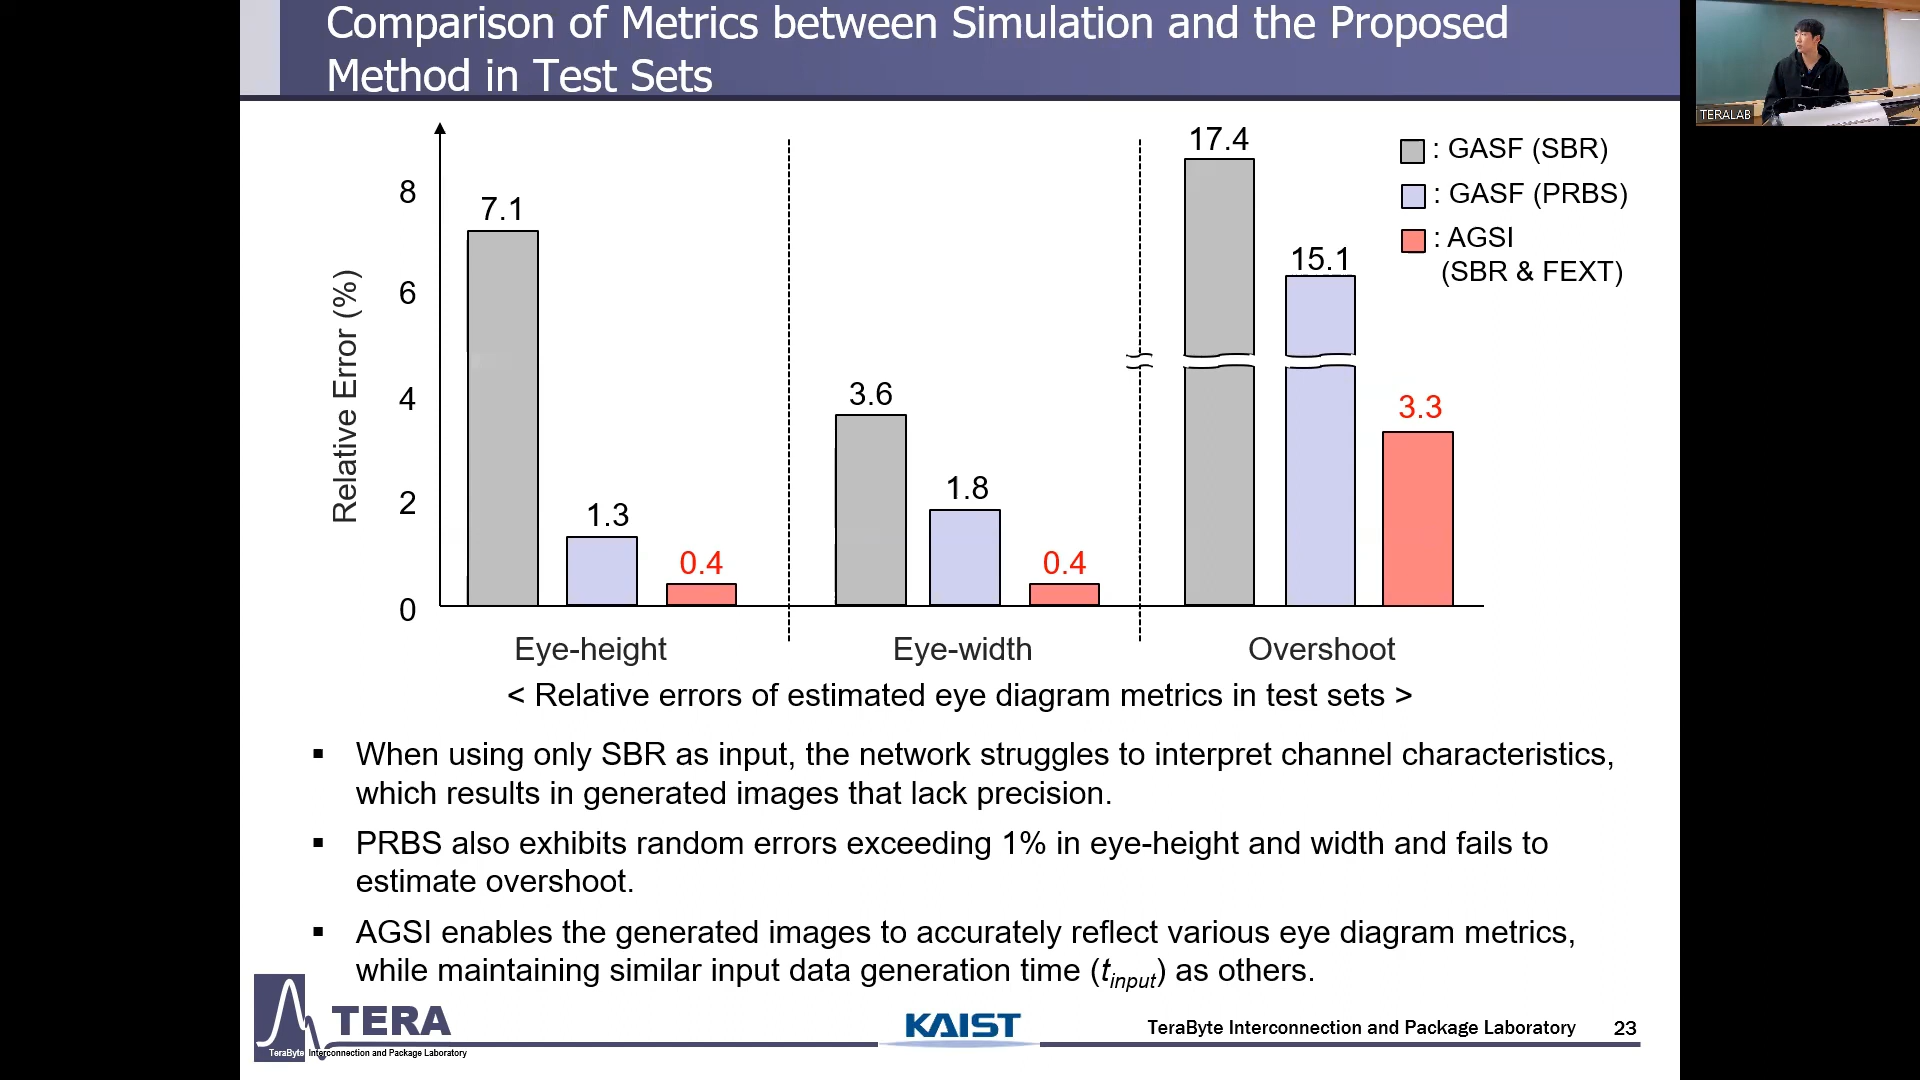 Comparison of Metrics between Simulation and the Proposed
Method in Test Sets
TERALAB
17.4
: GASF (SBR)
: GASF (PRBS)
: AGSI
(SBR & FEXT)
8
7.1
15.1
6
Relative Error (%)
4
3.6
3.3
2
1.3
1.8
0.4
0.4
0
Eye-height
Eye-width
Overshoot
< Relative errors of estimated eye diagram metrics in test sets >
▪ When using only SBR as input, the network struggles to interpret channel characteristics,
which results in generated images that lack precision.
▪ PRBS also exhibits random errors exceeding 1% in eye-height and width and fails to
estimate overshoot.
▪ AGSI enables the generated images to accurately reflect various eye diagram metrics,
while maintaining similar input data generation time (tinput) as others.
TERA
TeraByte Interconnection and Package Laboratory
KAIST
TeraByte Interconnection and Package Laboratory
23